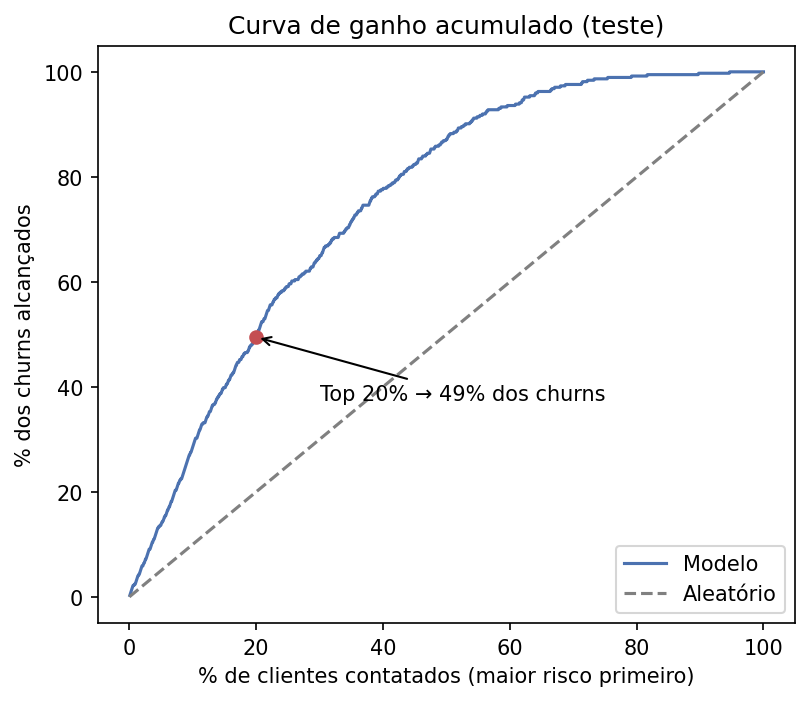 Curva de ganho acumulado (teste)
% dos churns alcançados
100
80
60
40
20
0
Top 20% → 49% dos churns
Modelo
Aleatório
0 20 40 60 80 100
% de clientes contatados (maior risco primeiro)